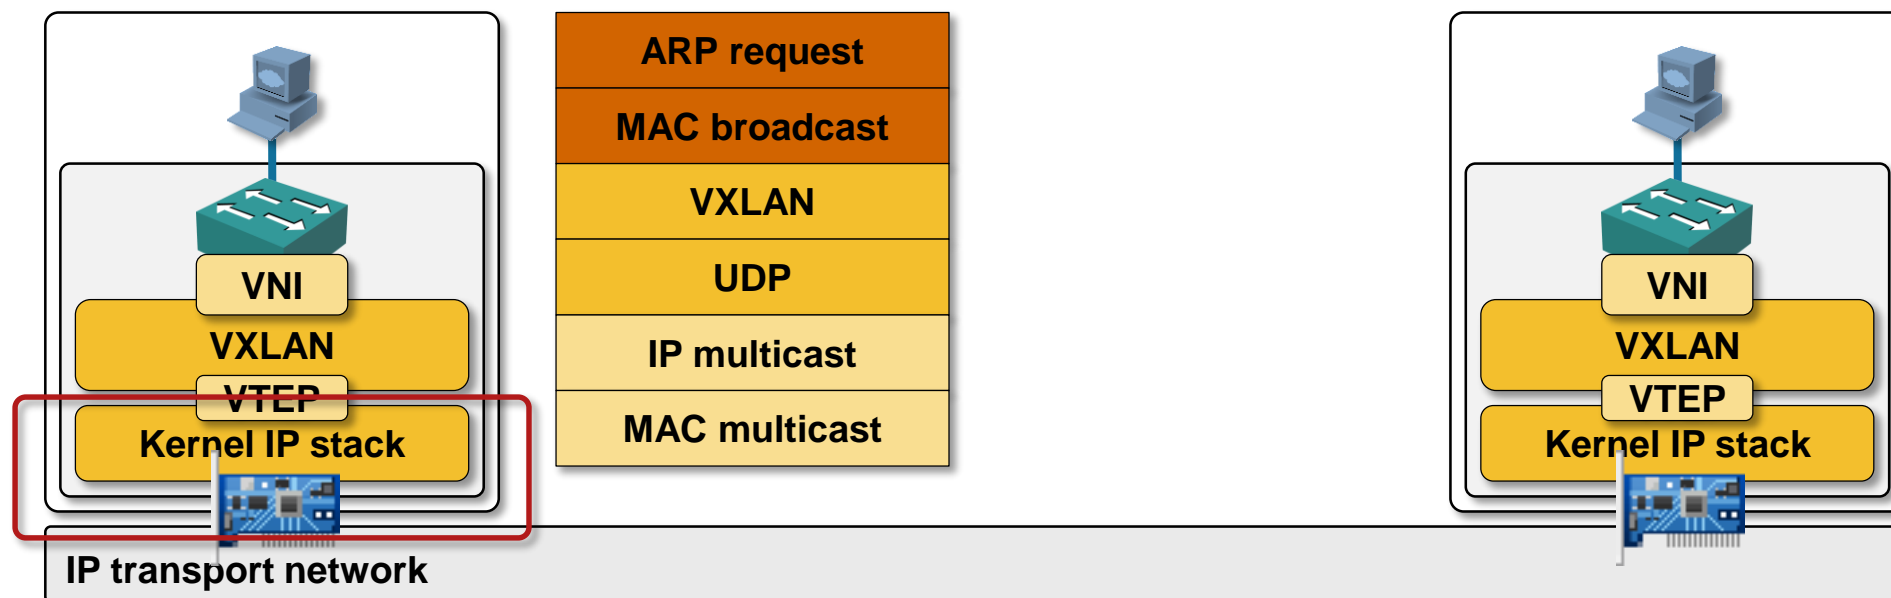 ARP request
MAC broadcast
VXLAN
UDP
IP multicast
MAC multicast
VNI
VXLAN
VTEP
Kernel IP stack
VNI
VXLAN
VTEP
Kernel IP stack
IP transport network